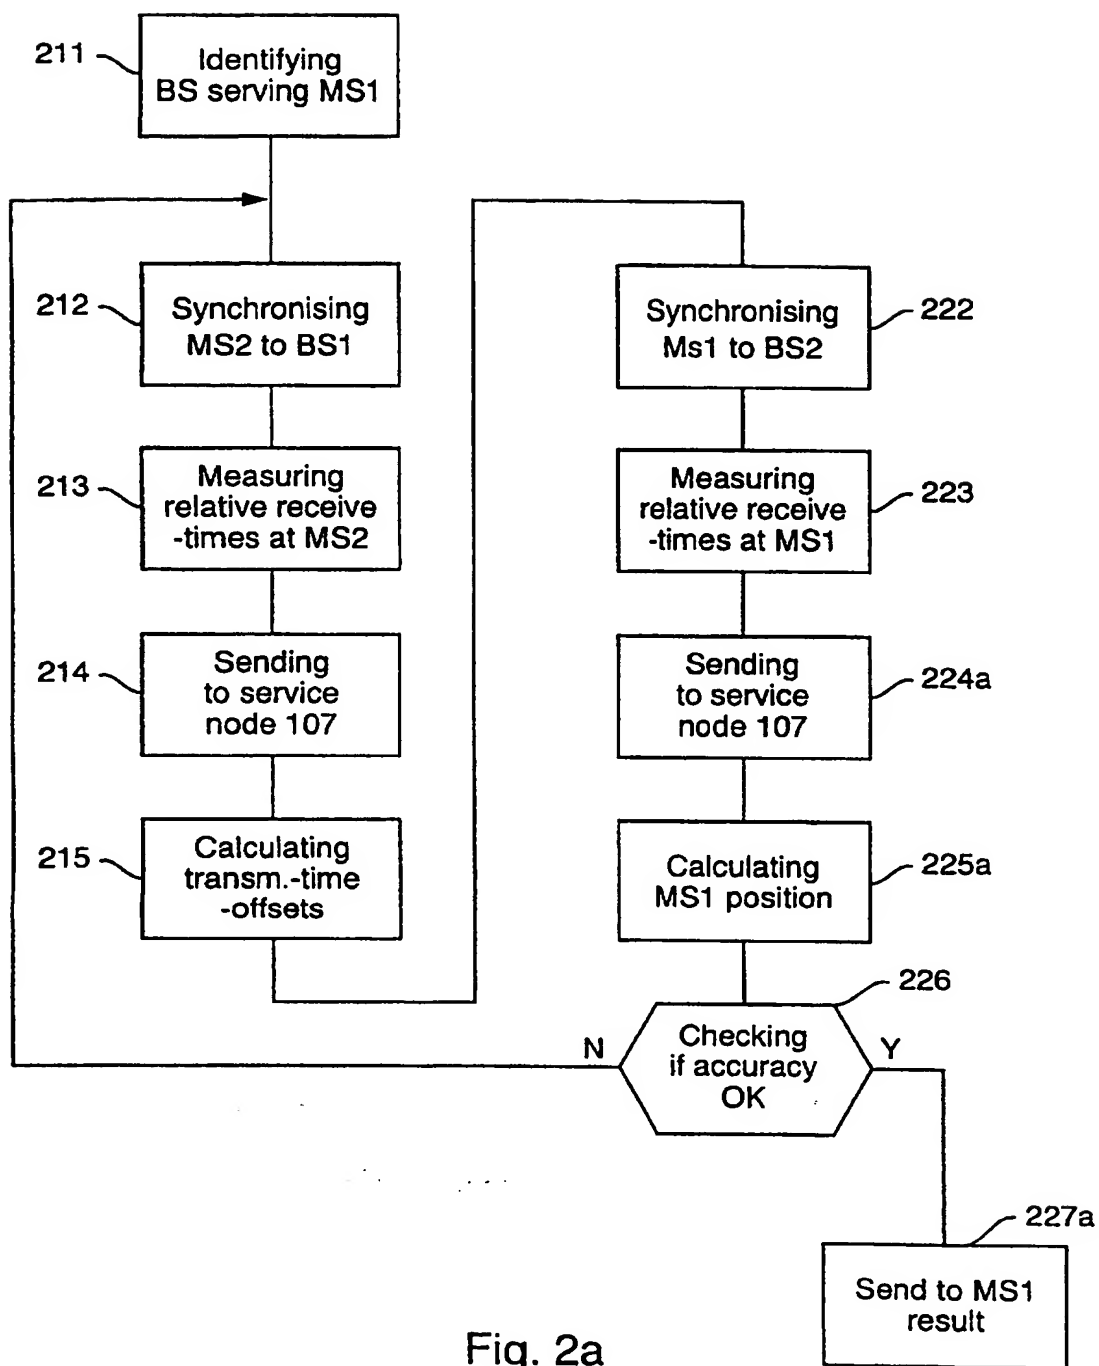 211
Identifying
BS serving MS1
212
Synchronising
MS2 to BS1
213
Measuring
relative receive
-times at MS2
214
Sending
to service
node 107
215
Calculating
transm.-time
-offsets
222
Synchronising
Ms1 to BS2
223
Measuring
relative receive
-times at MS1
224a
Sending
to service
node 107
225a
Calculating
MS1 position
226
Checking
if accuracy
OK
N
Y
227a
Send to MS1
result
Fig. 2a